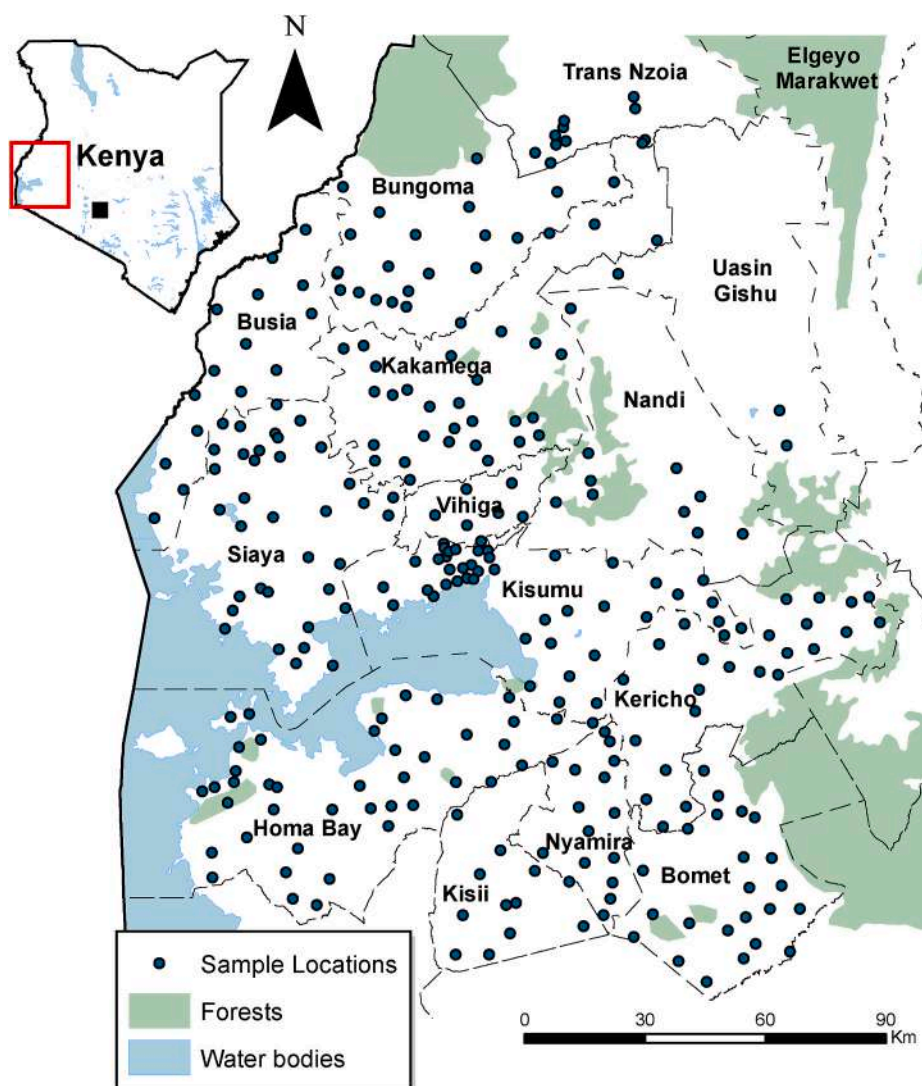 N
Kenya
Elgeyo
Marakwet
Trans Nzoia
Bungoma
Uasin
Gishu
Busia
Kakamega
Nandi
Vihiga
Siaya
Kisumu
Kericho
Homa Bay
Nyamira
Kisii
Bomet
Sample Locations
Forests
Water bodies
0 30 60 90
Km